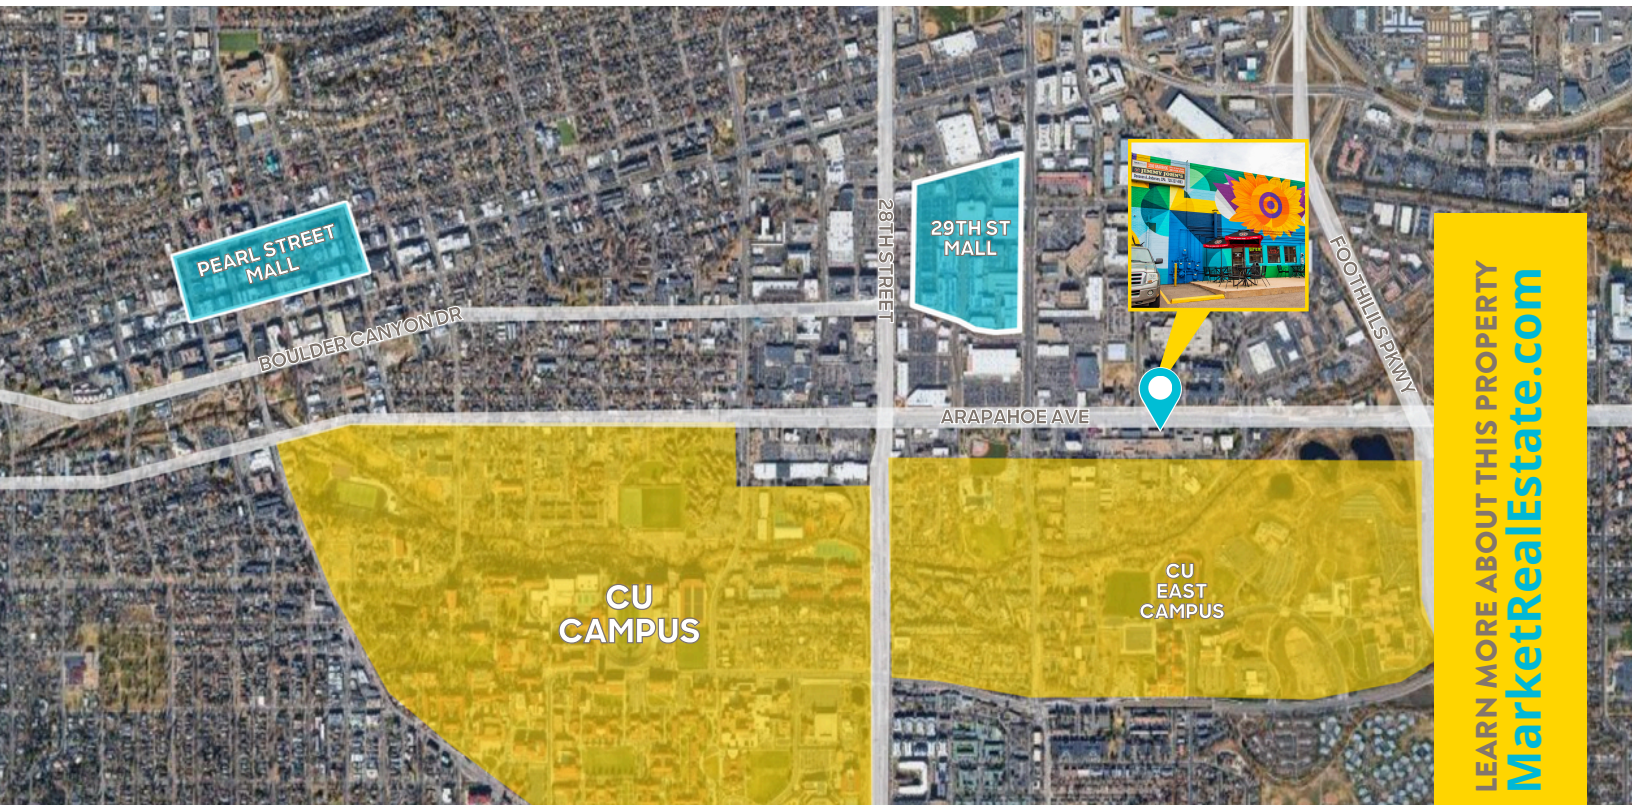 PEARL STREET
MALL
BOULDER CANYON DR
28TH STREET
29TH ST
MALL
JIMMY JOHN'S
FOOTHILLS PKWY
ARAPAHOE AVE
CU
CAMPUS
CU
EAST
CAMPUS
LEARN MORE ABOUT THIS PROPERTY
MarketRealEstate.com